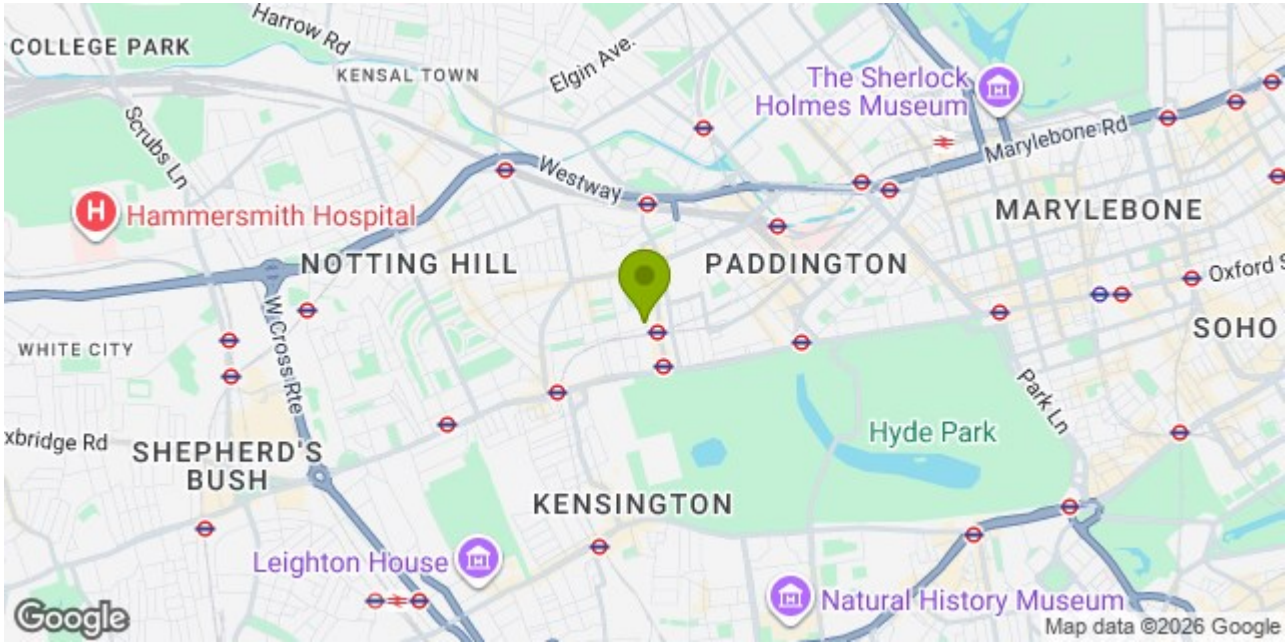 Harrow Rd
COLLEGE PARK
KENSAL TOWN
Elgin Ave.
The Sherlock
Holmes Museum
Scrubs Ln
Westway
Marylebone Rd
H
Hammersmith Hospital
MARYLEBONE
NOTTING HILL
PADDINGTON
Oxford S
W Cross Rte
SOHO
WHITE CITY
Park Ln
xbridge Rd
Hyde Park
SHEPHERD'S
BUSH
KENSINGTON
Leighton House
Natural History Museum
Google
Map data ©2026 Google